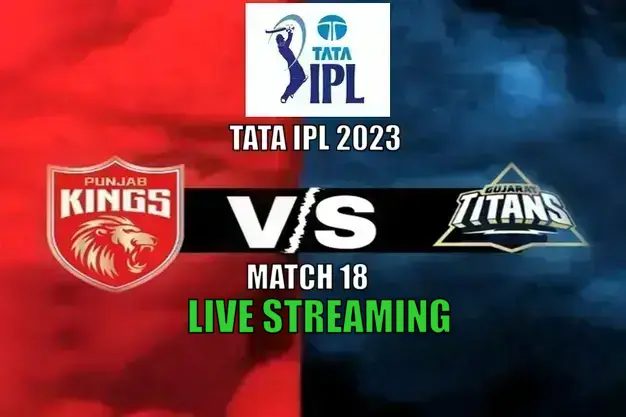 TATA
IPL
TATA IPL 2023
PUNJAB
KINGS
V/S
GUJARAT
TITANS
MATCH 18
LIVE STREAMING